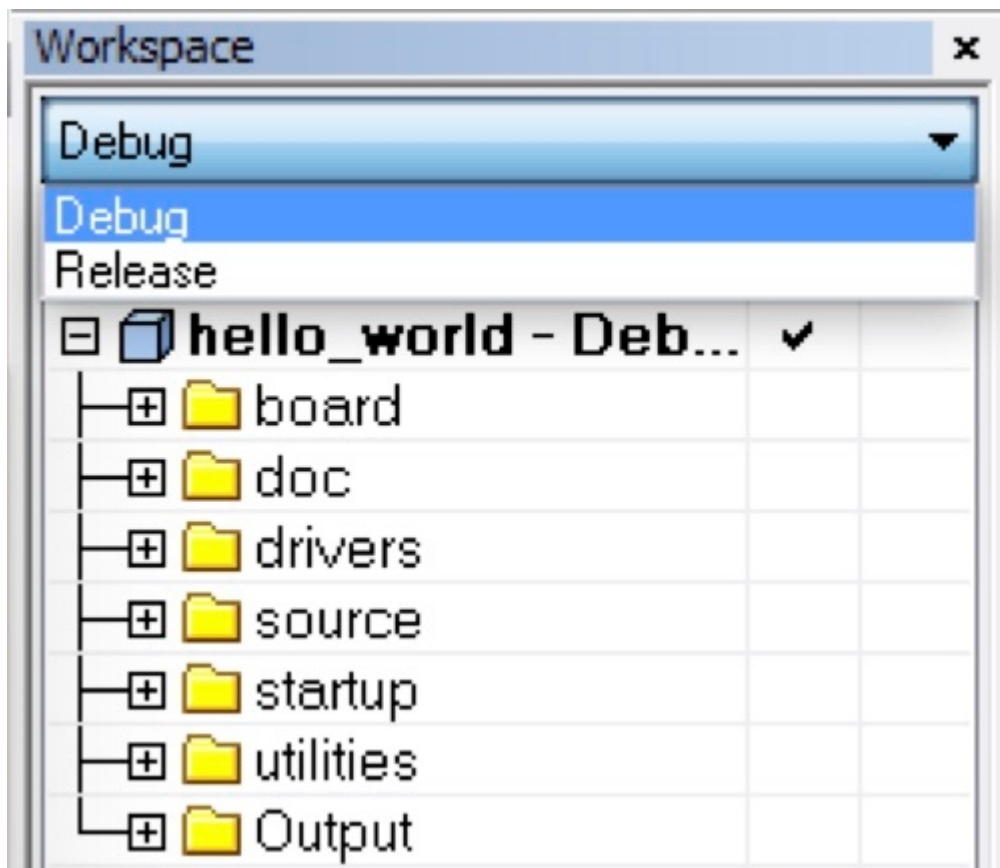 Workspace
Debug
Debug
Release
hello_world - Deb...
board
doc
drivers
source
startup
utilities
Output